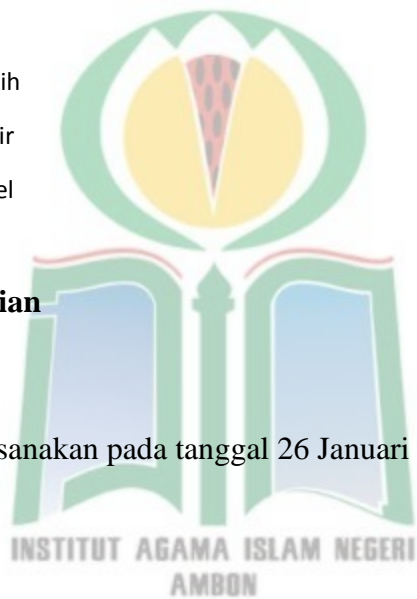 ih
ir
el
ian
sanakan pada tanggal 26 Januari
INSTITUT AGAMA ISLAM NEGERI
AMBON